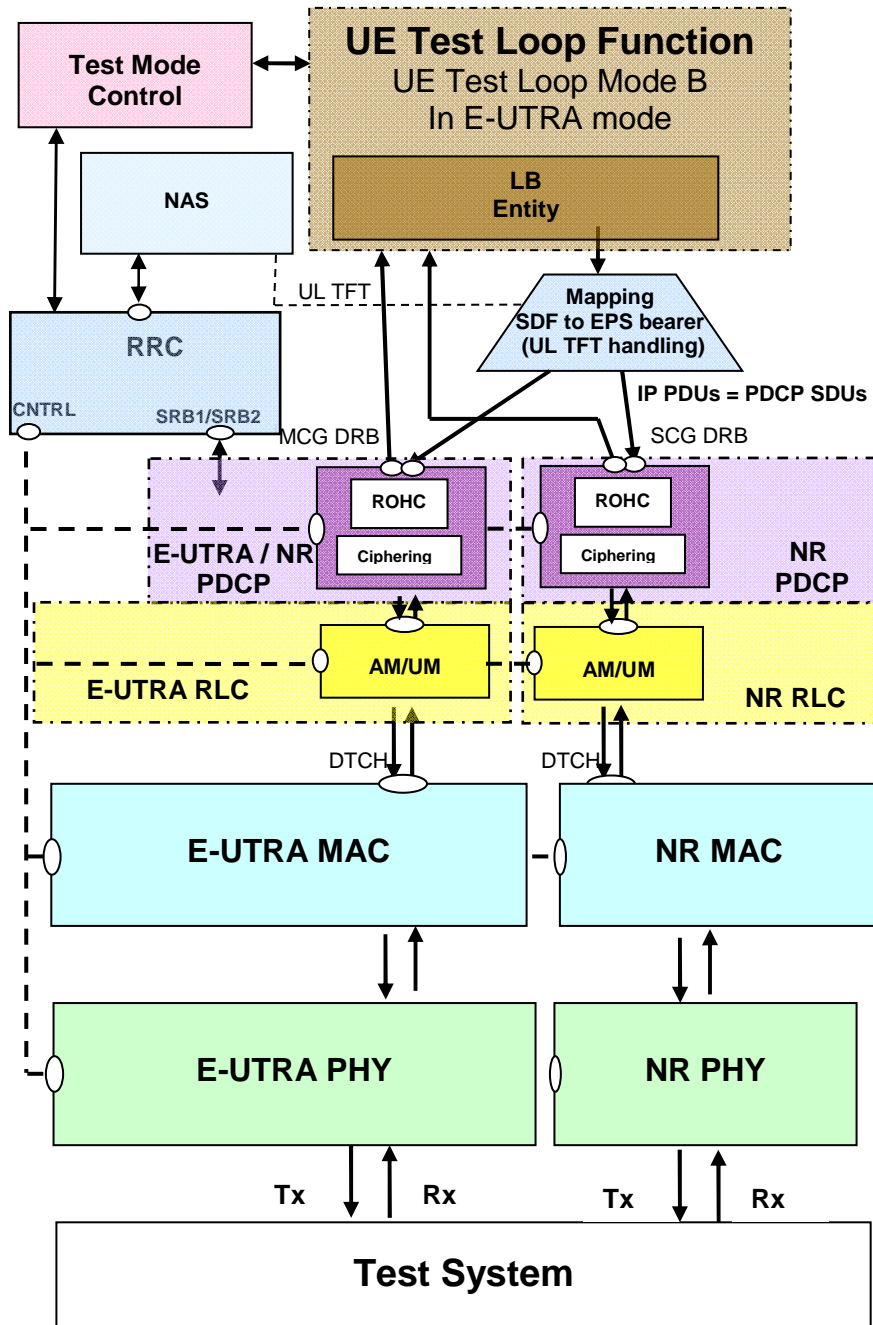 UE Test Loop Function
UE Test Loop Mode B
In E-UTRA mode
Test Mode
Control
LB
Entity
NAS
UL TFT
Mapping
SDF to EPS bearer
(UL TFT handling)
RRC
CNTRL
SRB1/SRB2
IP PDUs = PDCP SDUs
MCG DRB
SCG DRB
ROHC
Ciphering
E-UTRA / NR
PDCP
ROHC
Ciphering
NR
PDCP
E-UTRA RLC
AM/UM
AM/UM
NR RLC
DTCH
DTCH
E-UTRA MAC
NR MAC
E-UTRA PHY
NR PHY
Tx
Rx
Tx
Rx
Test System